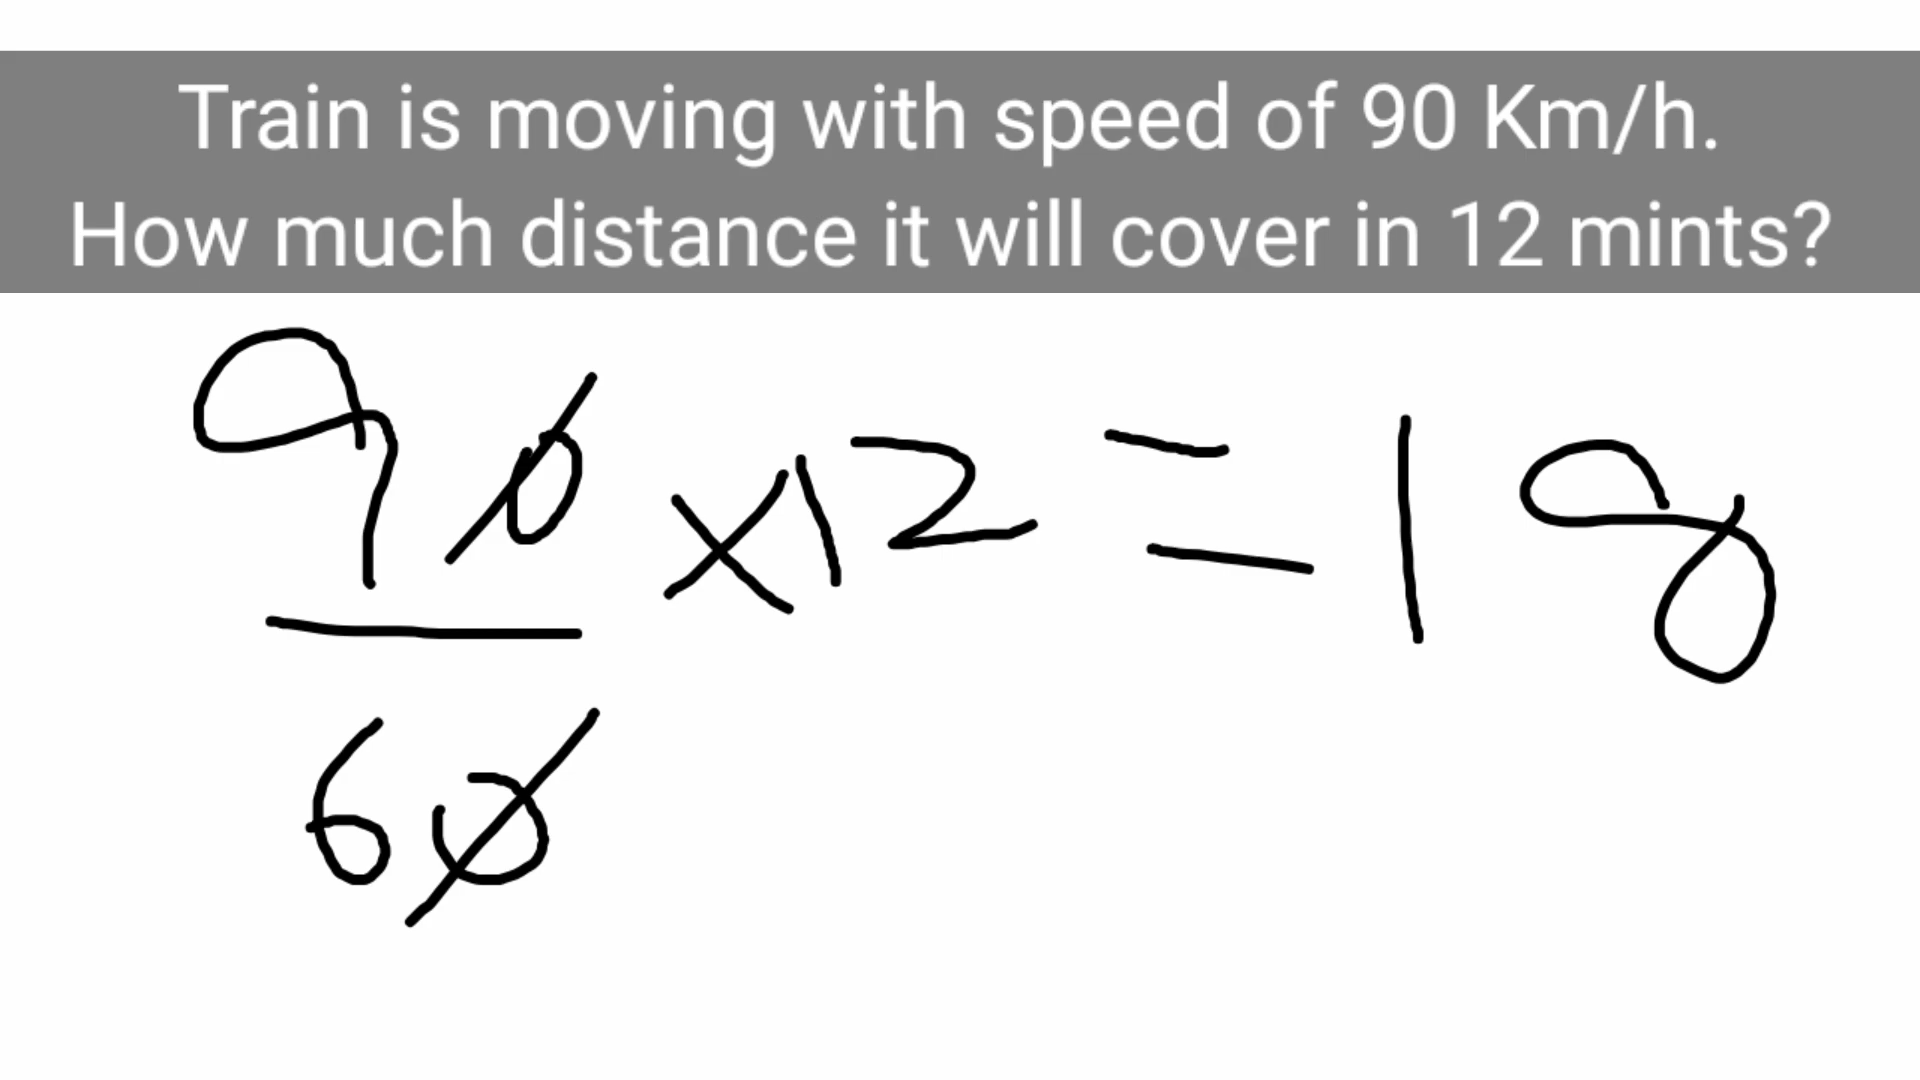 Train is moving with speed of 90 Km/h.
How much distance it will cover in 12 mints?
90 x12 = 18
60